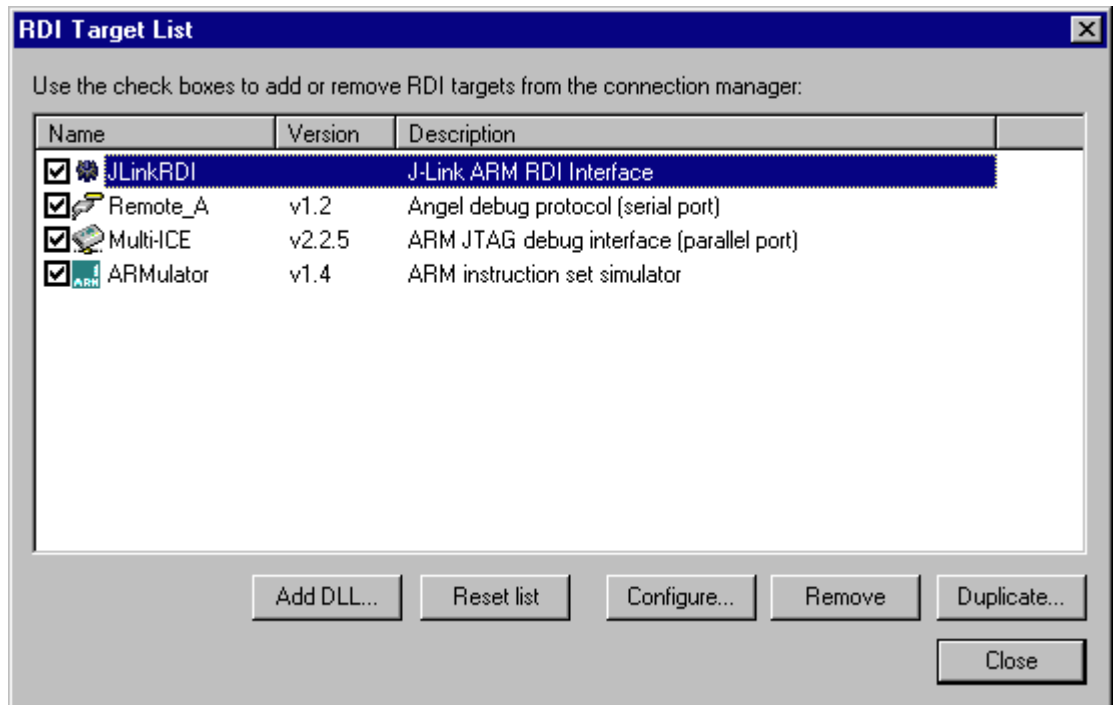 RDI Target List
Use the check boxes to add or remove RDI targets from the connection manager:
Name Version Description
JLinkRDI J-Link ARM RDI Interface
Remote_A v1.2 Angel debug protocol (serial port)
Multi-ICE v2.2.5 ARM JTAG debug interface (parallel port)
ARM ARMulator v1.4 ARM instruction set simulator
Add DLL... Reset list Configure... Remove Duplicate...
Close